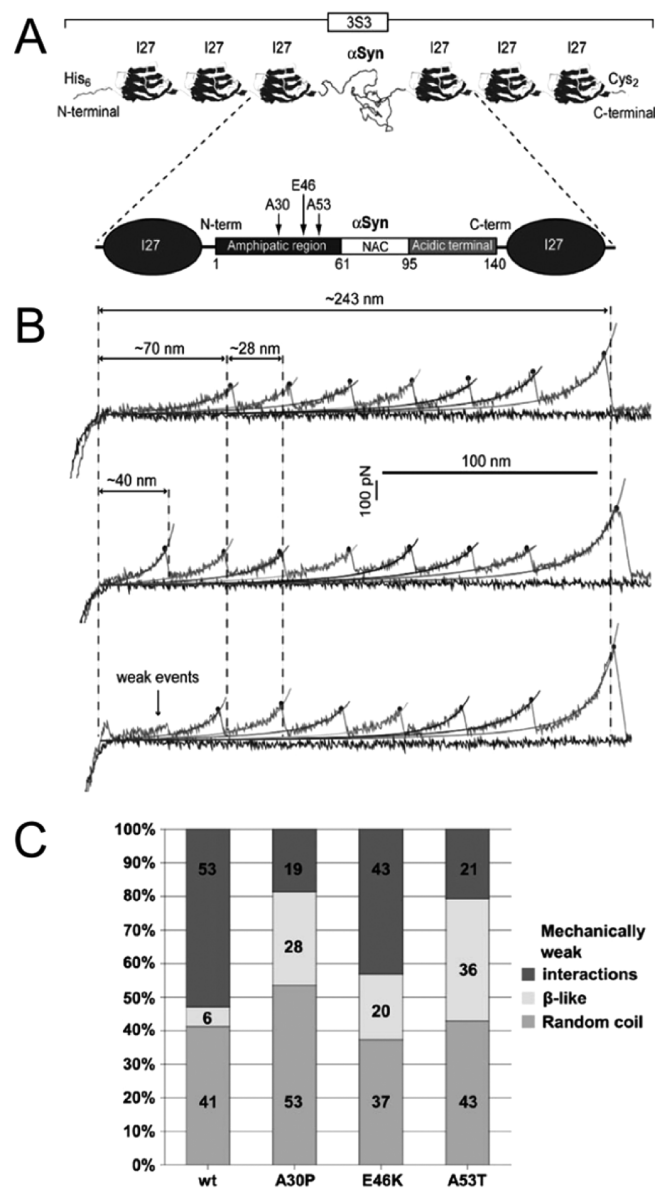 A
3S3
I27 I27 I27 αSyn I27 I27 I27
His6 Cys2
N-terminal C-terminal
E46
A30 A53
N-term αSyn C-term
I27 Amphipatic region NAC Acidic terminal I27
1 61 95 140
B
~243 nm
~70 nm ~28 nm
~40 nm
100 pN
100 nm
weak events
C
100%
90%
80%
70%
60%
50%
40%
30%
20%
10%
0%
53 19 43 21
6 28 20 36
41 53 37 43
wt A30P E46K A53T
Mechanically
weak
interactions
β-like
Random coil